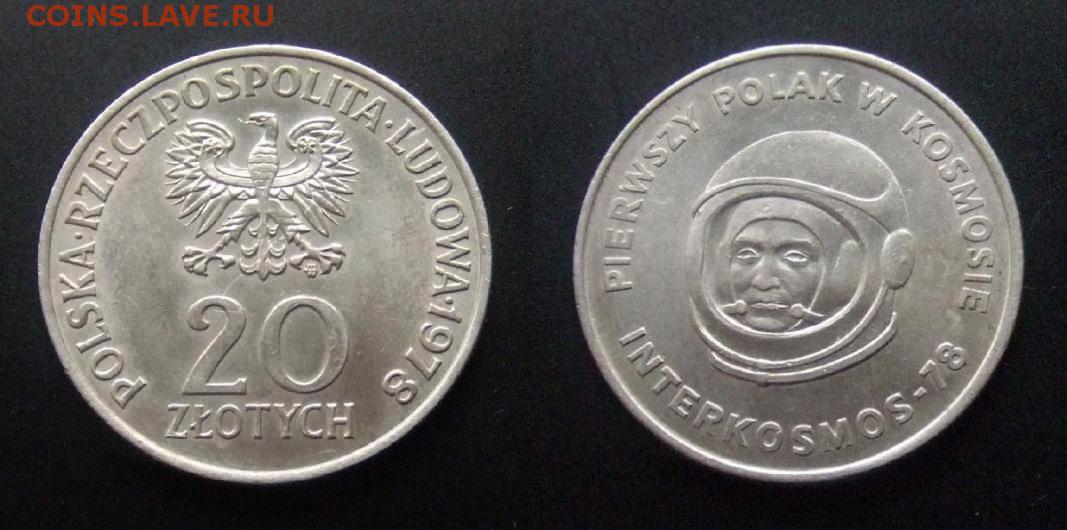 COINS.LAVE.RU
POLSKA·RZECZPOSPOLITA·LUDOWA·1978
20
ZŁOTYCH
PIERWSZY POLAK W KOSMOSIE
INTERKOSMOS-78